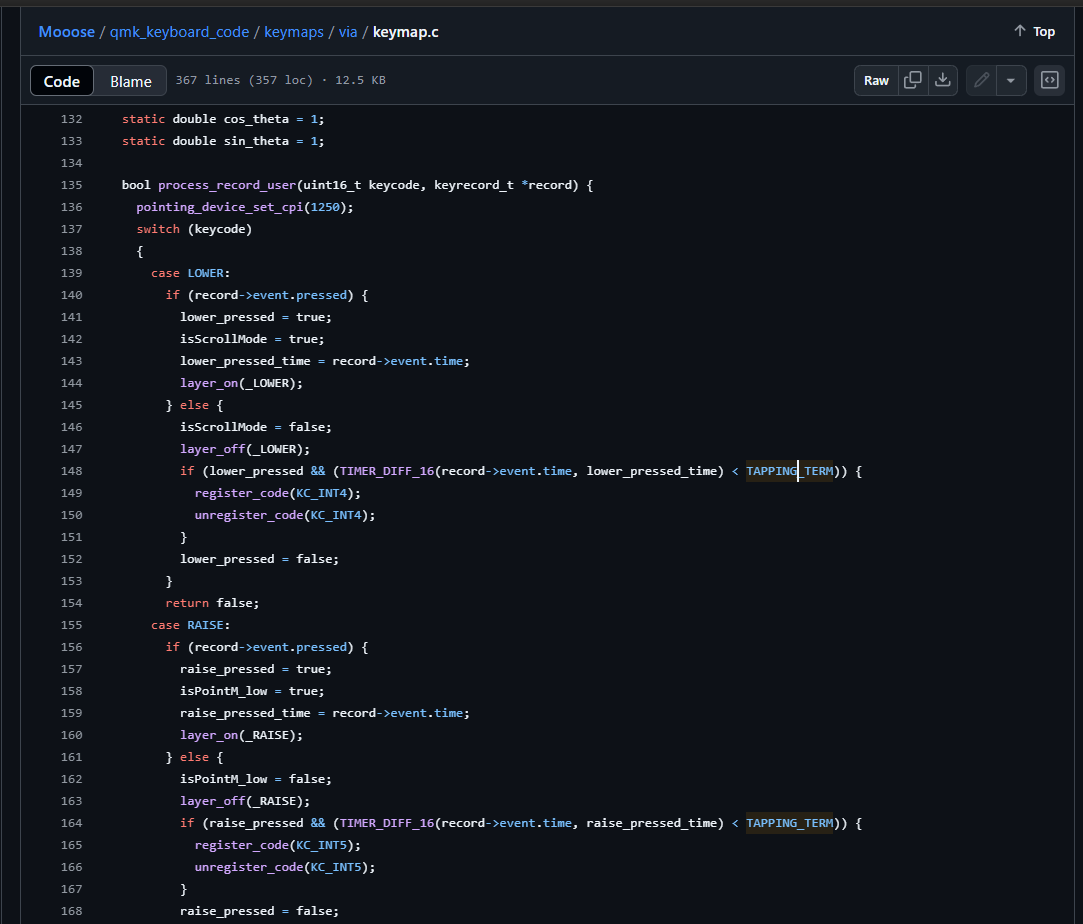 Mooose / qmk_keyboard_code / keymaps / via / keymap.c
Top
Code Blame 367 lines (357 loc) · 12.5 KB Raw
132 static double cos_theta = 1;
133 static double sin_theta = 1;
134
135 bool process_record_user(uint16_t keycode, keyrecord_t *record) {
136 pointing_device_set_cpi(1250);
137 switch (keycode)
138 {
139 case LOWER:
140 if (record->event.pressed) {
141 lower_pressed = true;
142 isScrollMode = true;
143 lower_pressed_time = record->event.time;
144 layer_on(_LOWER);
145 } else {
146 isScrollMode = false;
147 layer_off(_LOWER);
148 if (lower_pressed && (TIMER_DIFF_16(record->event.time, lower_pressed_time) < TAPPING_TERM)) {
149 register_code(KC_INT4);
150 unregister_code(KC_INT4);
151 }
152 lower_pressed = false;
153 }
154 return false;
155 case RAISE:
156 if (record->event.pressed) {
157 raise_pressed = true;
158 isPointM_low = true;
159 raise_pressed_time = record->event.time;
160 layer_on(_RAISE);
161 } else {
162 isPointM_low = false;
163 layer_off(_RAISE);
164 if (raise_pressed && (TIMER_DIFF_16(record->event.time, raise_pressed_time) < TAPPING_TERM)) {
165 register_code(KC_INT5);
166 unregister_code(KC_INT5);
167 }
168 raise_pressed = false;